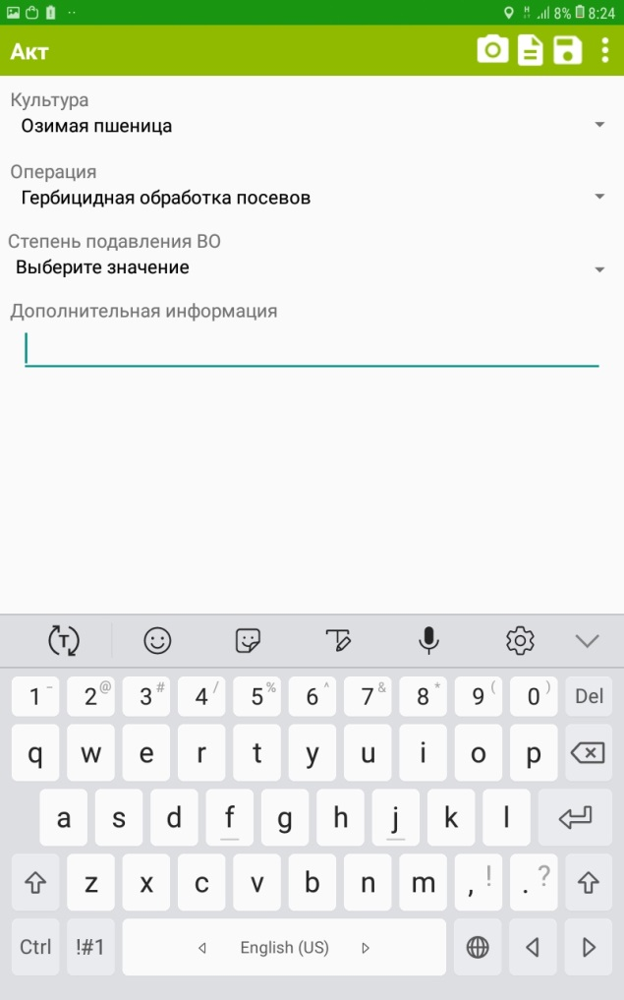 8% 8:24
Акт
Культура
Озимая пшеница
Операция
Гербицидная обработка посевов
Степень подавления ВО
Выберите значение
Дополнительная информация
T T
1 - 2 @ 3 # 4 / 5 % 6 ^ 7 & 8 * 9 ( 0 ) Del
q w e r t y u i o p
a s d f g h j k l
z x c v b n m , ! . ?
Ctrl !#1 English (US)